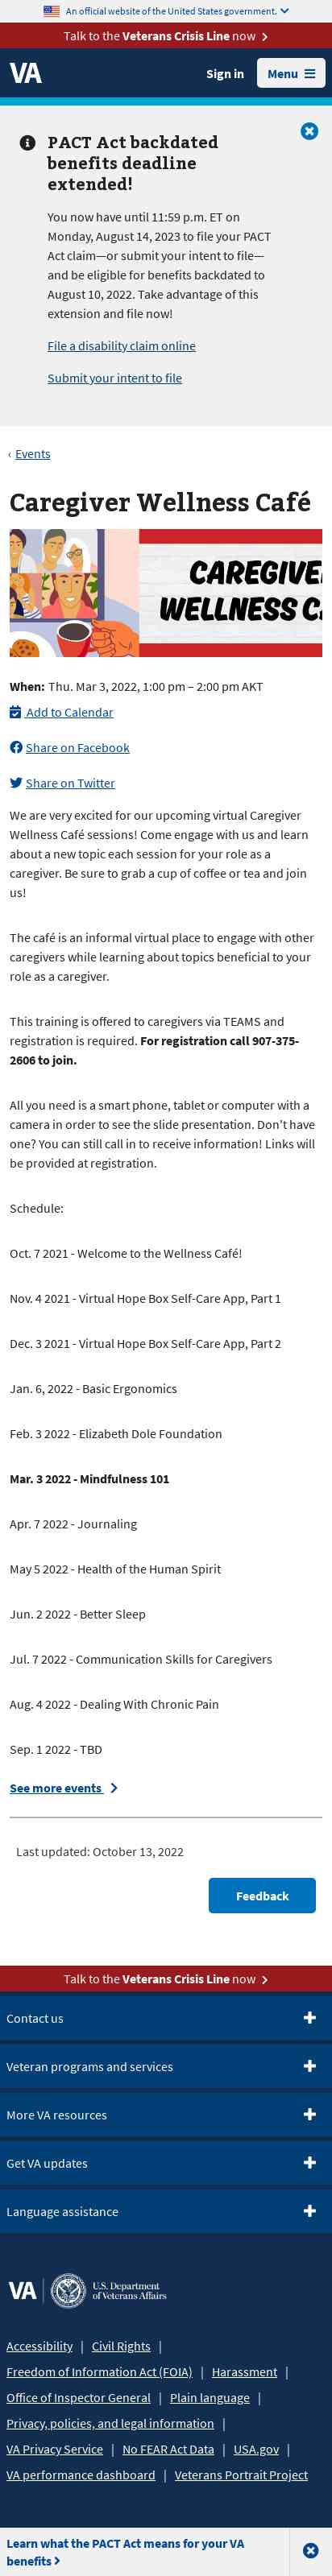 An official website of the United States government.
Talk to the Veterans Crisis Line now
VA
Sign in
Menu
PACT Act backdated
benefits deadline
extended!
You now have until 11:59 p.m. ET on
Monday, August 14, 2023 to file your PACT
Act claim—or submit your intent to file—
and be eligible for benefits backdated to
August 10, 2022. Take advantage of this
extension and file now!
File a disability claim online
Submit your intent to file
‹ Events
Caregiver Wellness Café
CAREGIVE
WELLNESS C
When: Thu. Mar 3, 2022, 1:00 pm – 2:00 pm AKT
Add to Calendar
Share on Facebook
Share on Twitter
We are very excited for our upcoming virtual Caregiver
Wellness Café sessions! Come engage with us and learn
about a new topic each session for your role as a
caregiver. Be sure to grab a cup of coffee or tea and join
us!
The café is an informal virtual place to engage with other
caregivers while learning about topics beneficial to your
role as a caregiver.
This training is offered to caregivers via TEAMS and
registration is required. For registration call 907-375-
2606 to join.
All you need is a smart phone, tablet or computer with a
camera in order to see the slide presentation. Don't have
one? You can still call in to receive information! Links will
be provided at registration.
Schedule:
Oct. 7 2021 - Welcome to the Wellness Café!
Nov. 4 2021 - Virtual Hope Box Self-Care App, Part 1
Dec. 3 2021 - Virtual Hope Box Self-Care App, Part 2
Jan. 6, 2022 - Basic Ergonomics
Feb. 3 2022 - Elizabeth Dole Foundation
Mar. 3 2022 - Mindfulness 101
Apr. 7 2022 - Journaling
May 5 2022 - Health of the Human Spirit
Jun. 2 2022 - Better Sleep
Jul. 7 2022 - Communication Skills for Caregivers
Aug. 4 2022 - Dealing With Chronic Pain
Sep. 1 2022 - TBD
See more events
Last updated: October 13, 2022
Feedback
Talk to the Veterans Crisis Line now
Contact us
Veteran programs and services
More VA resources
Get VA updates
Language assistance
VA
U.S. Department
of Veterans Affairs
Accessibility | Civil Rights |
Freedom of Information Act (FOIA) | Harassment |
Office of Inspector General | Plain language |
Privacy, policies, and legal information |
VA Privacy Service | No FEAR Act Data | USA.gov |
VA performance dashboard | Veterans Portrait Project
Learn what the PACT Act means for your VA
benefits